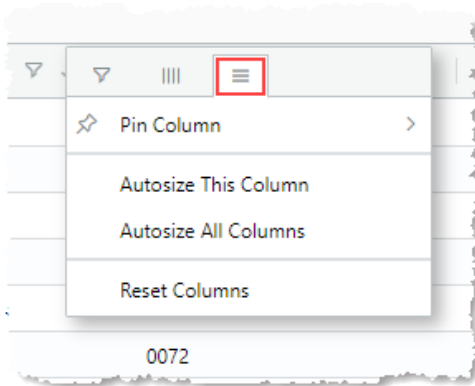 Pin Column
Autosize This Column
Autosize All Columns
Reset Columns
0072